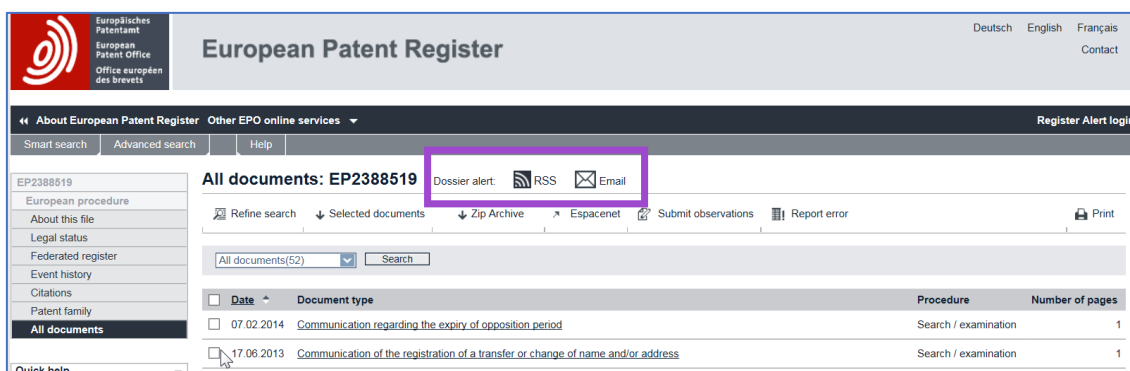 Europäisches
Patentamt
European
Patent Office
Office européen
des brevets
European Patent Register
Deutsch English Français
Contact
About European Patent Register Other EPO online services
Register Alert login
Smart search Advanced search Help
EP2388519
European procedure
About this file
Legal status
Federated register
Event history
Citations
Patent family
All documents
Quick help
All documents: EP2388519 Dossier alert: RSS Email
Refine search Selected documents Zip Archive Espacenet Submit observations Report error Print
All documents(52) Search
Date Document type Procedure Number of pages
07.02.2014 Communication regarding the expiry of opposition period Search / examination 1
17.06.2013 Communication of the registration of a transfer or change of name and/or address Search / examination 1